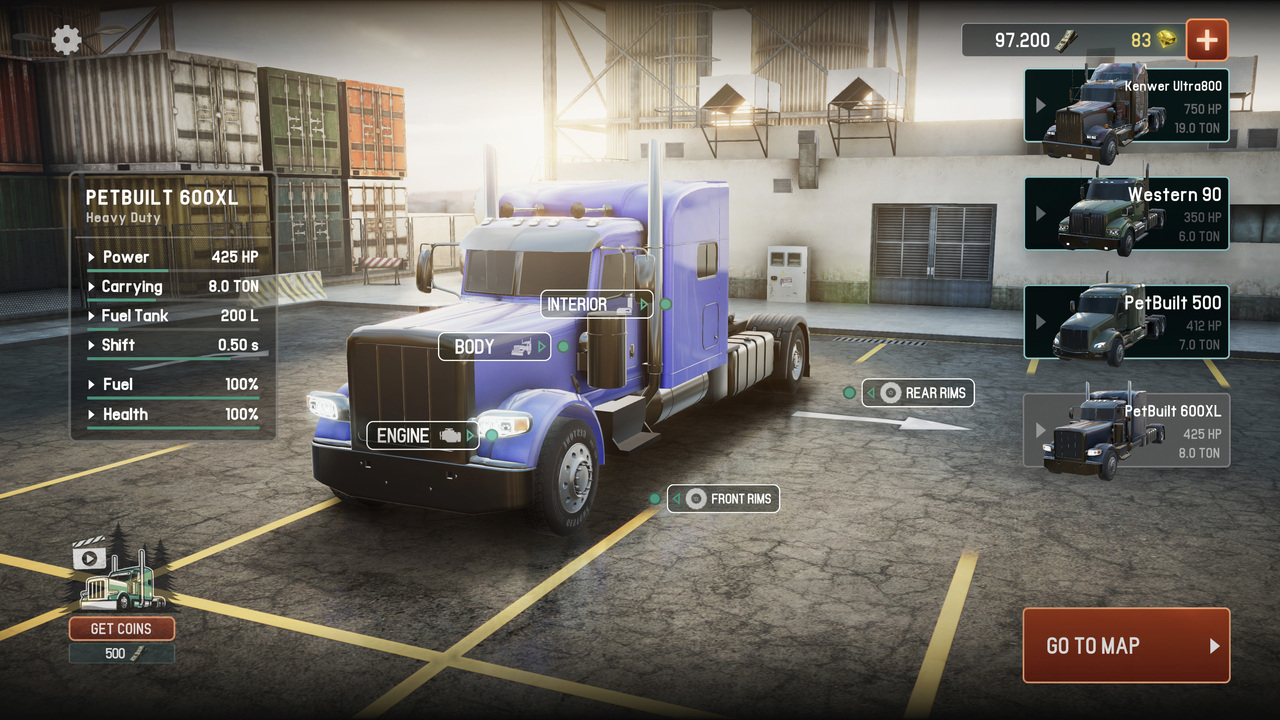 97.200
83
Kenwer Ultra800
750 HP
19.0 TON
Western 90
350 HP
6.0 TON
PetBuilt 500
412 HP
7.0 TON
PetBuilt 600XL
425 HP
8.0 TON
PETBUILT 600XL
Heavy Duty
Power 425 HP
Carrying 8.0 TON
Fuel Tank 200 L
Shift 0.50 s
Fuel 100%
Health 100%
INTERIOR
BODY
REAR RIMS
ENGINE
FRONT RIMS
GET COINS
500
GO TO MAP